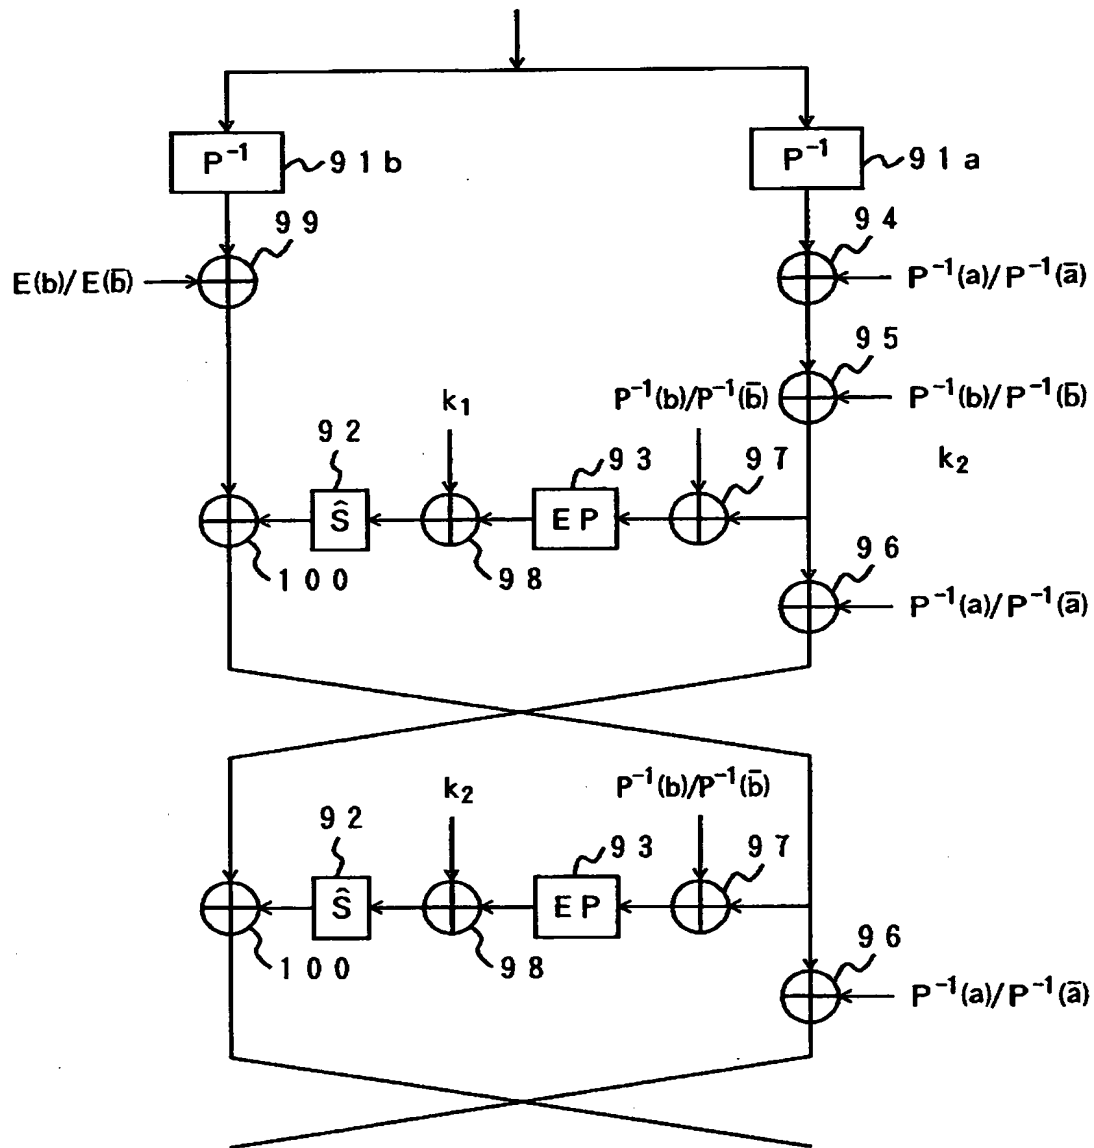 P⁻¹ 91b
P⁻¹ 91a
99
94
E(b)/E(b̅)
P⁻¹(a)/P⁻¹(a̅)
95
P⁻¹(b)/P⁻¹(b̅)
P⁻¹(b)/P⁻¹(b̅)
k₁
k₂
92
93
97
Ŝ
EP
96
100
98
P⁻¹(a)/P⁻¹(a̅)
P⁻¹(b)/P⁻¹(b̅)
k₂
92
93
97
Ŝ
EP
96
100
98
P⁻¹(a)/P⁻¹(a̅)